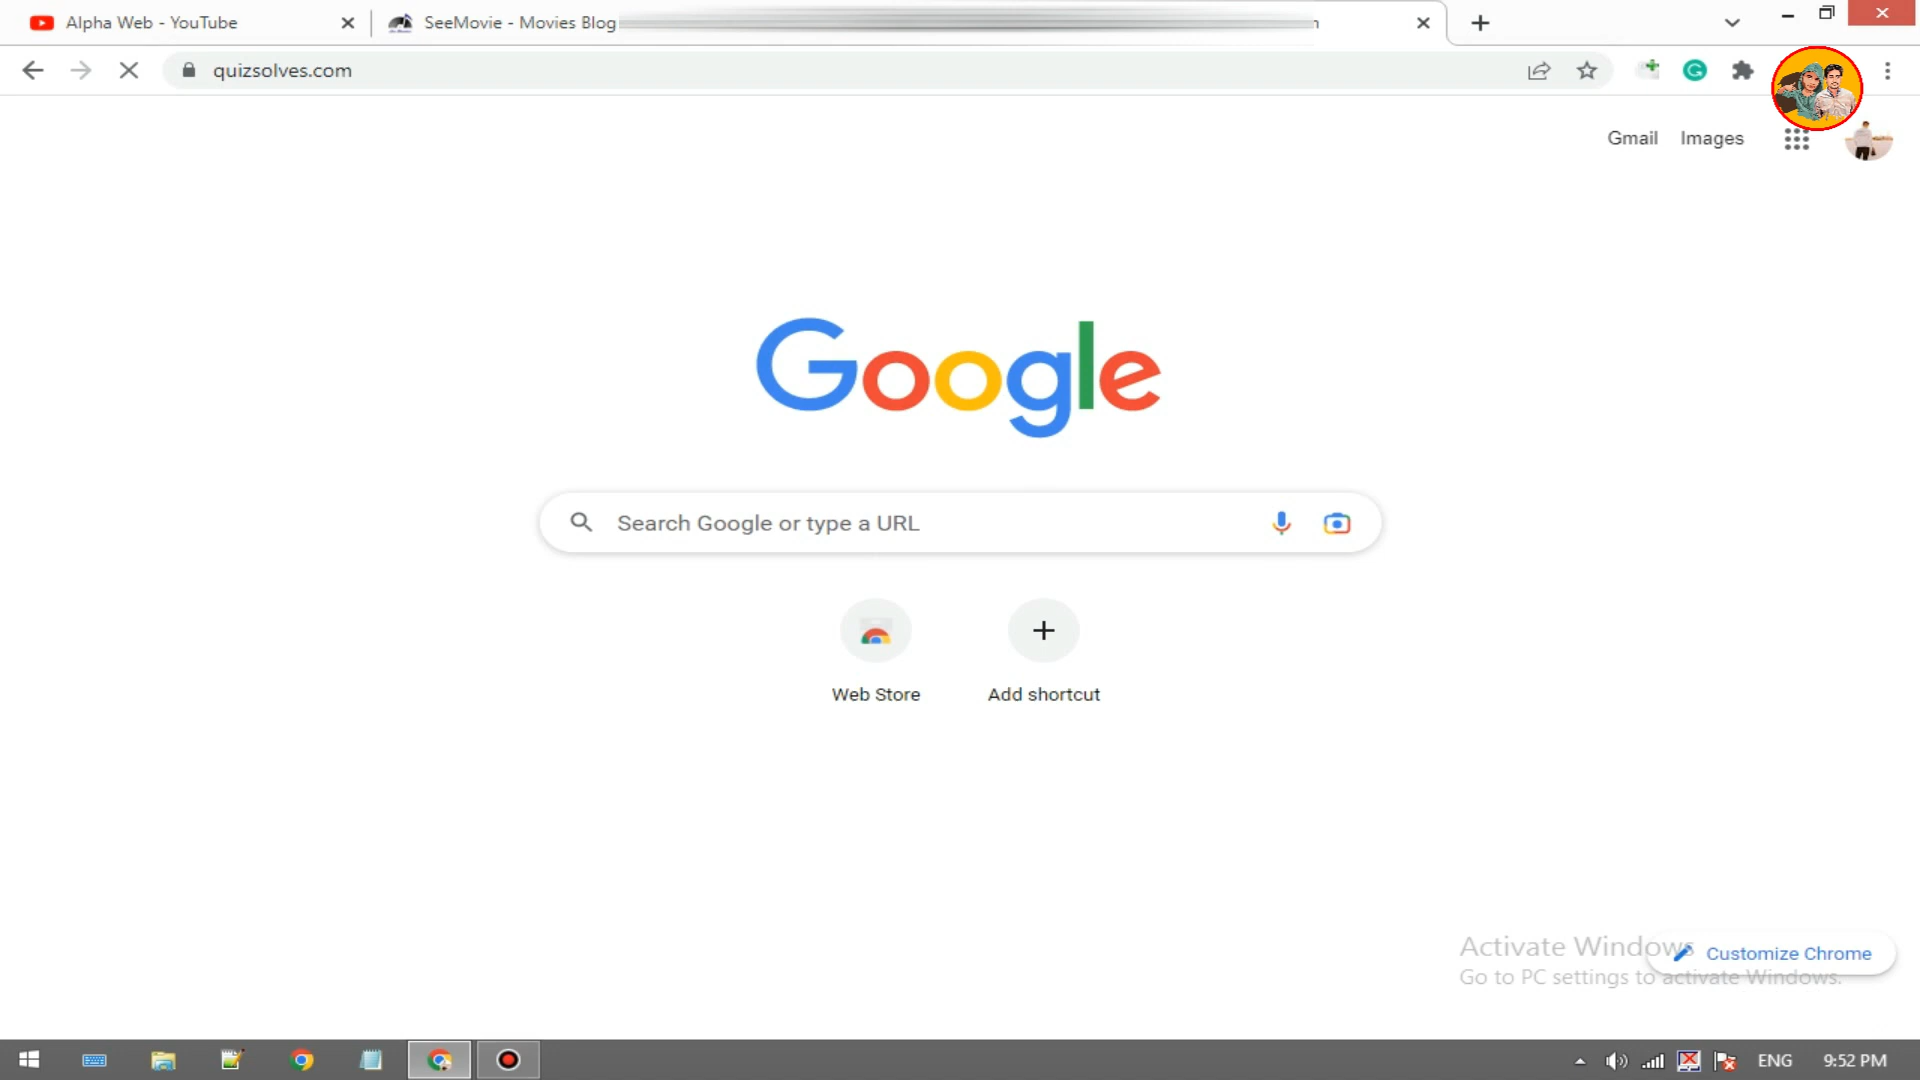 Alpha Web - YouTube
SeeMovie - Movies Blog
quizsolves.com
Gmail Images
Google
Search Google or type a URL
Web Store
Add shortcut
Activate Windows
Customize Chrome
Go to PC settings to activate Windows.
ENG
9:52 PM